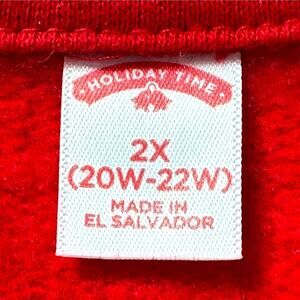 HOLIDAY TIME
2X
(20W-22W)
MADE IN
EL SALVADOR